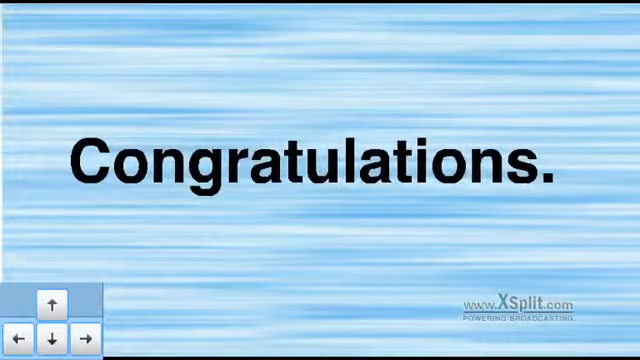 Congratulations.
www.XSplit.com
POWERING BROADCASTING
↑
← ↓ →